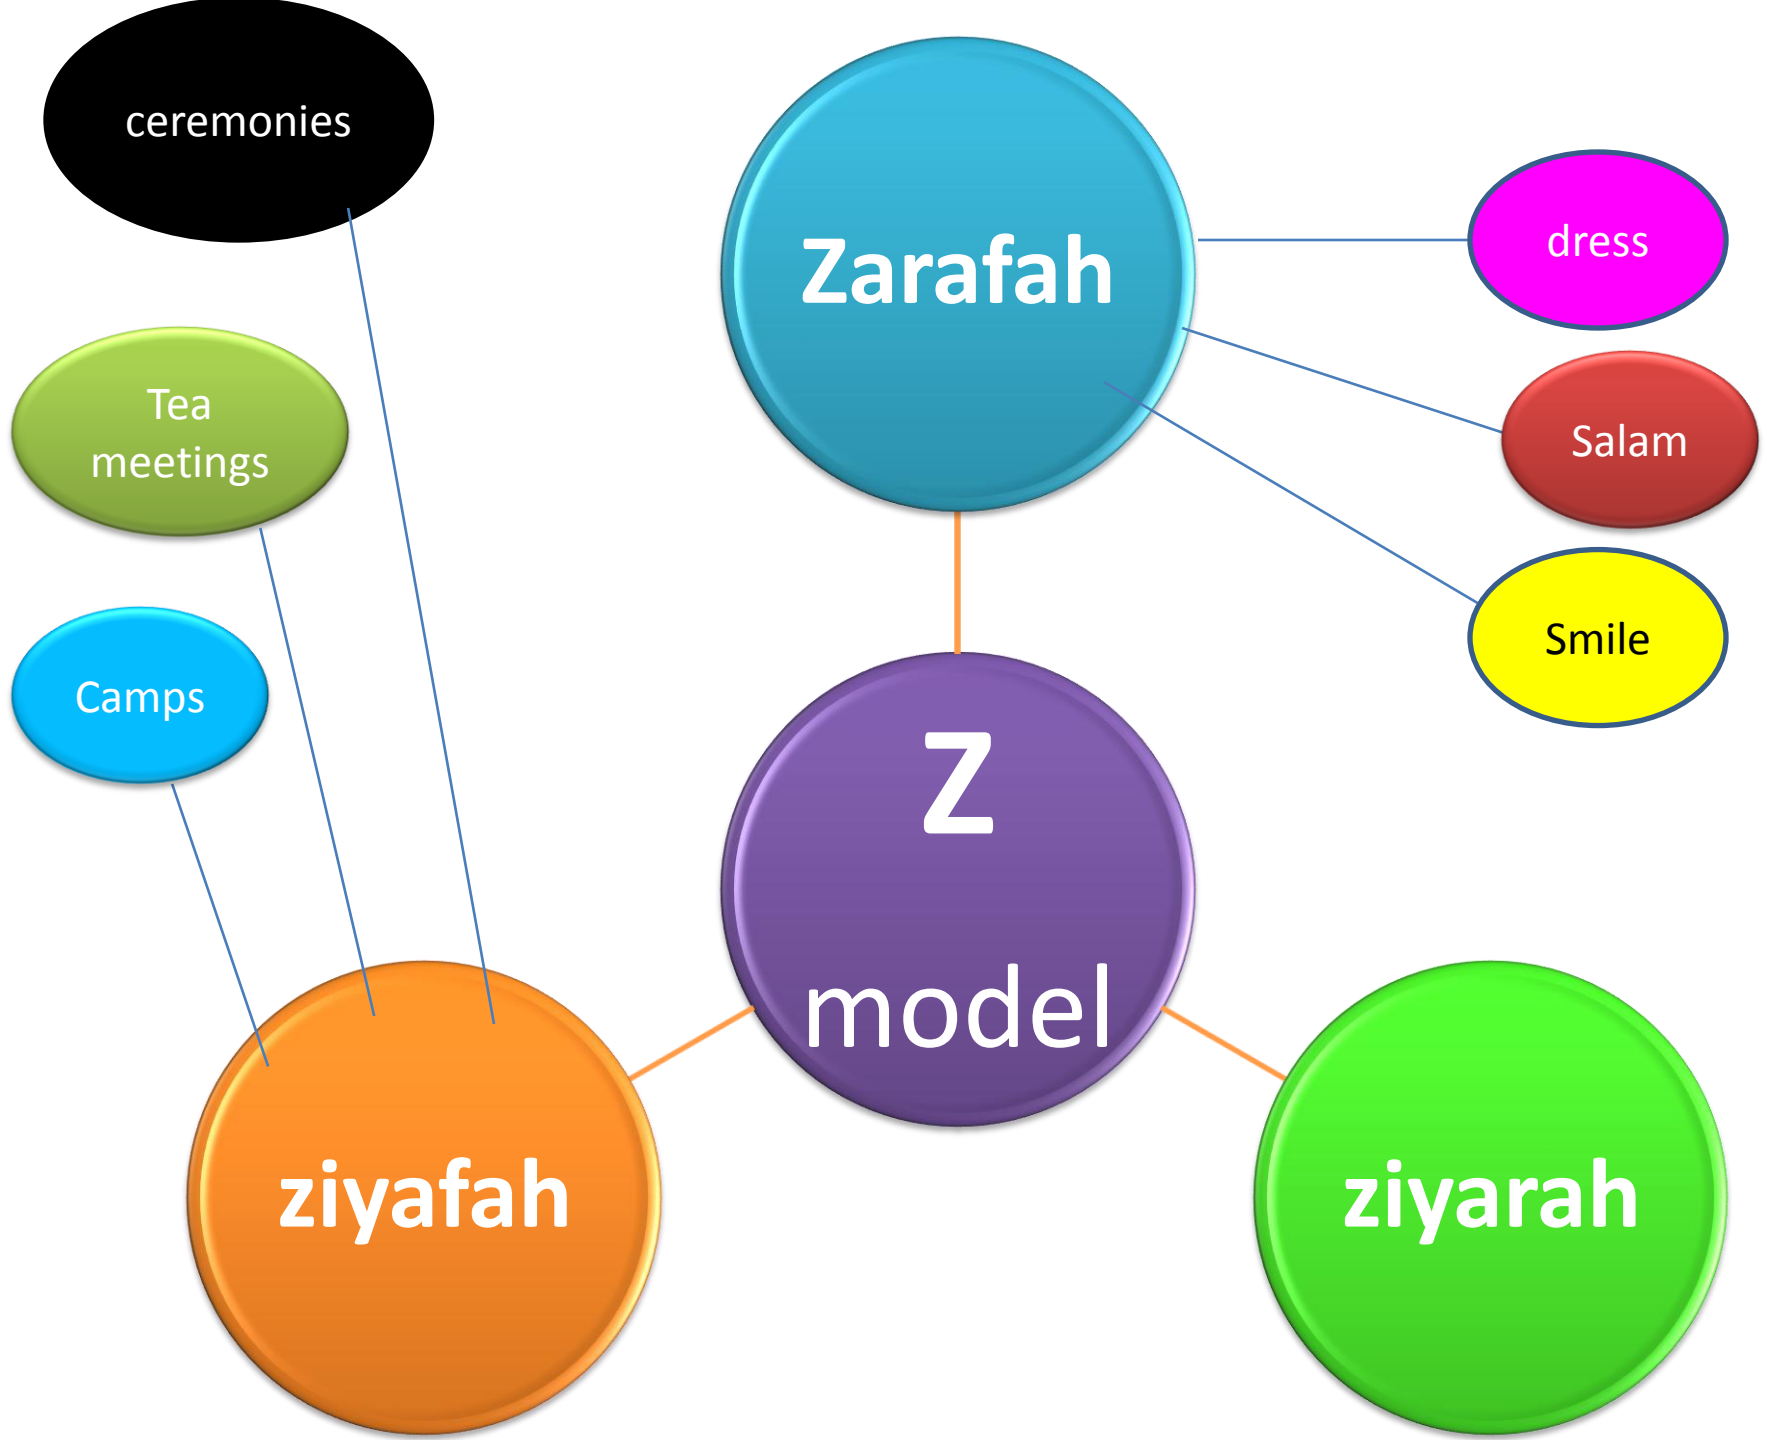 ceremonies
Zarafah
dress
Tea
meetings
Salam
Smile
Camps
Z
model
ziyafah
ziyarah